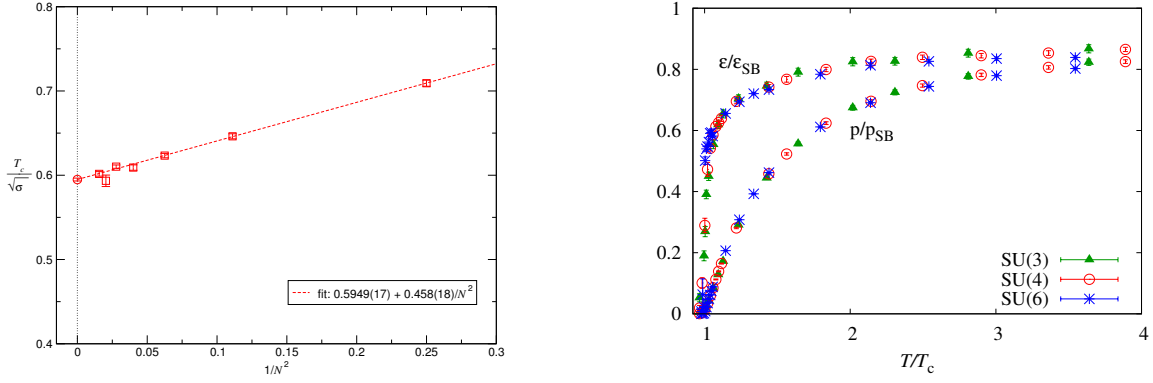 0.8
0.7
0.6
0.5
0.4
T_c
√σ
fit: 0.5949(17) + 0.458(18)/N²
0 0.05 0.1 0.15 0.2 0.25 0.3
1/N²
1
0.8
0.6
0.4
0.2
0
ε/ε_SB
p/p_SB
SU(3)
SU(4)
SU(6)
1 2 3 4
T/T_c